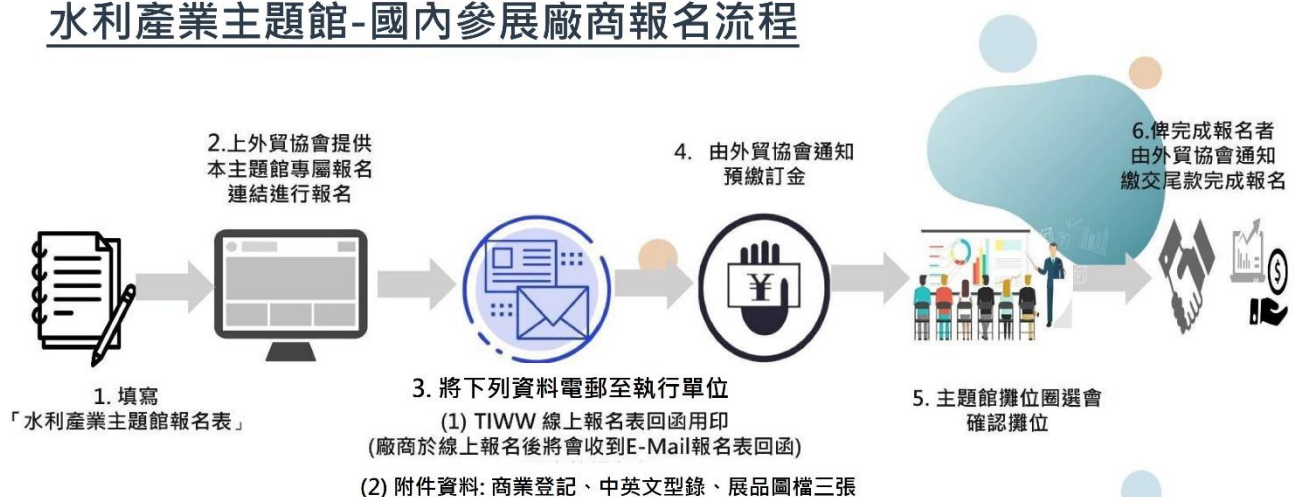 水利產業主題館-國內參展廠商報名流程
1. 填寫
「水利產業主題館報名表」
2.上外貿協會提供
本主題館專屬報名
連結進行報名
3. 將下列資料電郵至執行單位
(1) TIWW 線上報名表回函用印
(廠商於線上報名後將會收到E-Mail報名表回函)
(2) 附件資料: 商業登記、中英文型錄、展品圖檔三張
4. 由外貿協會通知
預繳訂金
¥
5. 主題館攤位圈選會
確認攤位
6.俾完成報名者
由外貿協會通知
繳交尾款完成報名
$